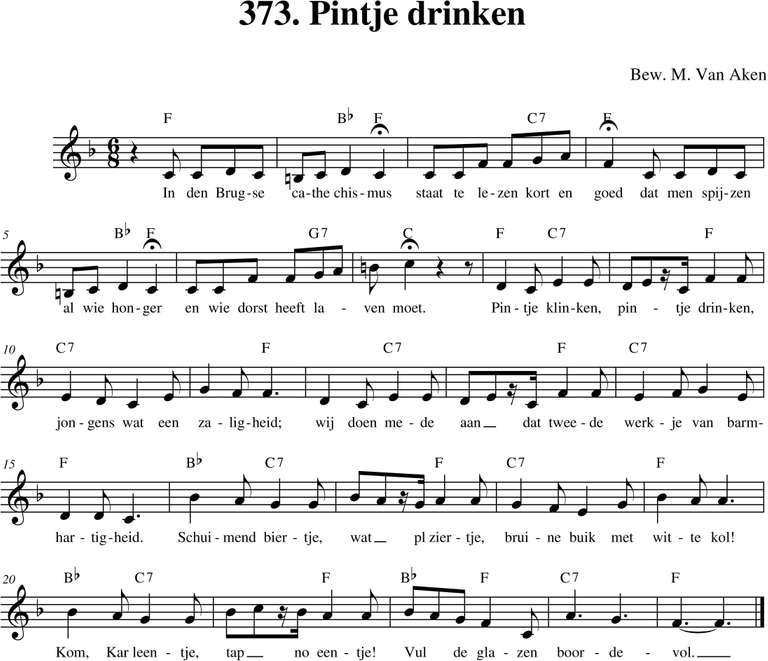 373. Pintje drinken
Bew. M. Van Aken
F B♭ F C7 F
6/8
In den Brug-se ca-the chis-mus staat te le-zen kort en goed dat men spij-zen
5 B♭ F G7 C F C7 F
al wie hon-ger en wie dorst heeft la - ven moet. Pin-tje klin-ken, pin - tje drin-ken,
10 C7 F C7 F C7
jon-gens wat een za-lig-heid; wij doen me-de aan _ dat twee-de werk-je van barm-
15 F B♭ C7 F C7 F
har-tig-heid. Schui-mend bier-tje, wat _ pl zier-tje, brui-ne buik met wit-te kol!
20 B♭ C7 F B♭ F C7 F
Kom, Kar leen-tje, tap _ no een-tje! Vul de gla-zen boor-de-vol. _